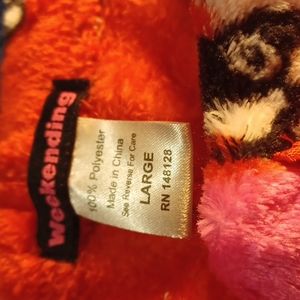 Weekending
100% Polyester
Made in China
See Reverse For Care
LARGE
RN 148128